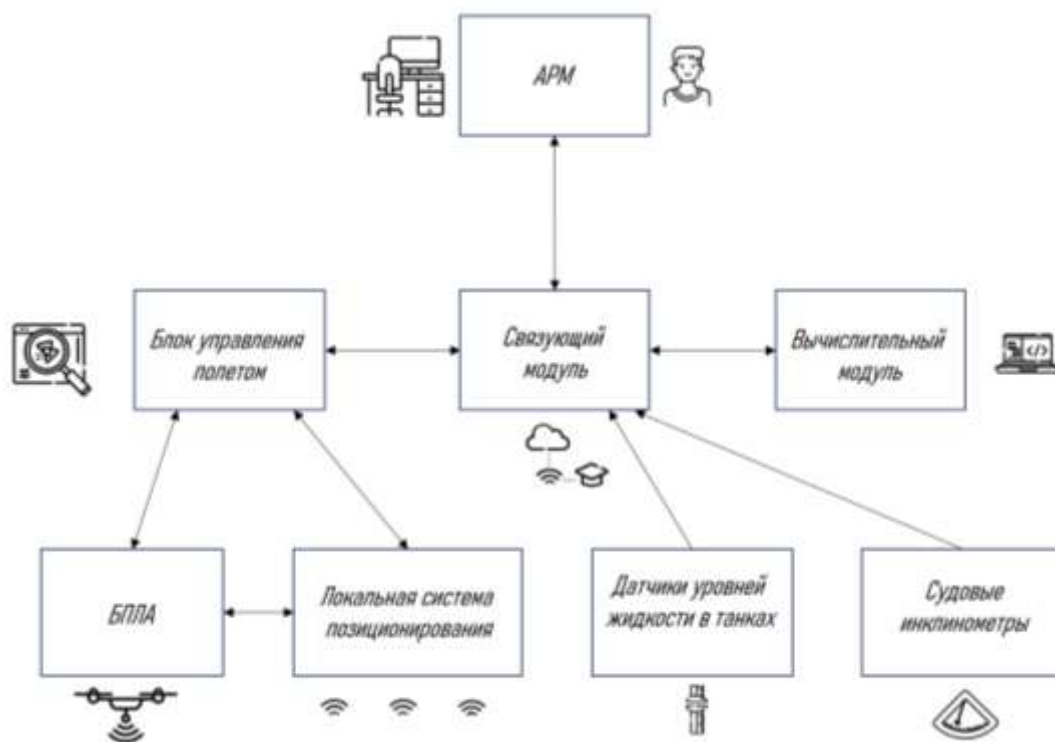 АРМ
Блок управления
полетом
Связующий
модуль
Вычислительный
модуль
</>
БПЛА
Локальная система
позиционирования
Датчики уровней
жидкости в танках
Судовые
инклинометры